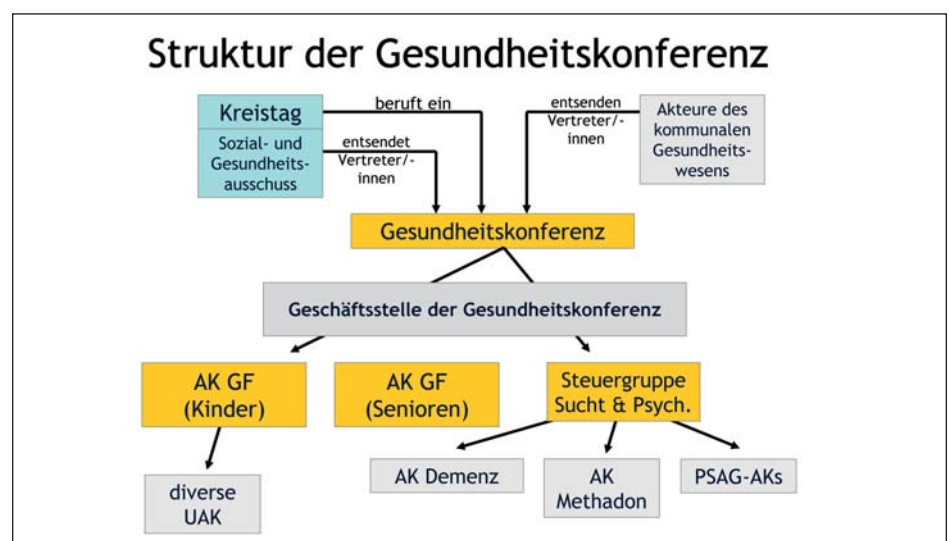 Struktur der Gesundheitskonferenz
Kreistag
beruft ein
Sozial- und
Gesundheits-
ausschuss
entsendet
Vertreter/-
innen
entsenden
Vertreter/-
innen
Akteure des
kommunalen
Gesundheits-
wesens
Gesundheitskonferenz
Geschäftsstelle der Gesundheitskonferenz
AK GF
(Kinder)
AK GF
(Senioren)
Steuergruppe
Sucht & Psych.
diverse
UAK
AK Demenz
AK
Methadon
PSAG-AKs